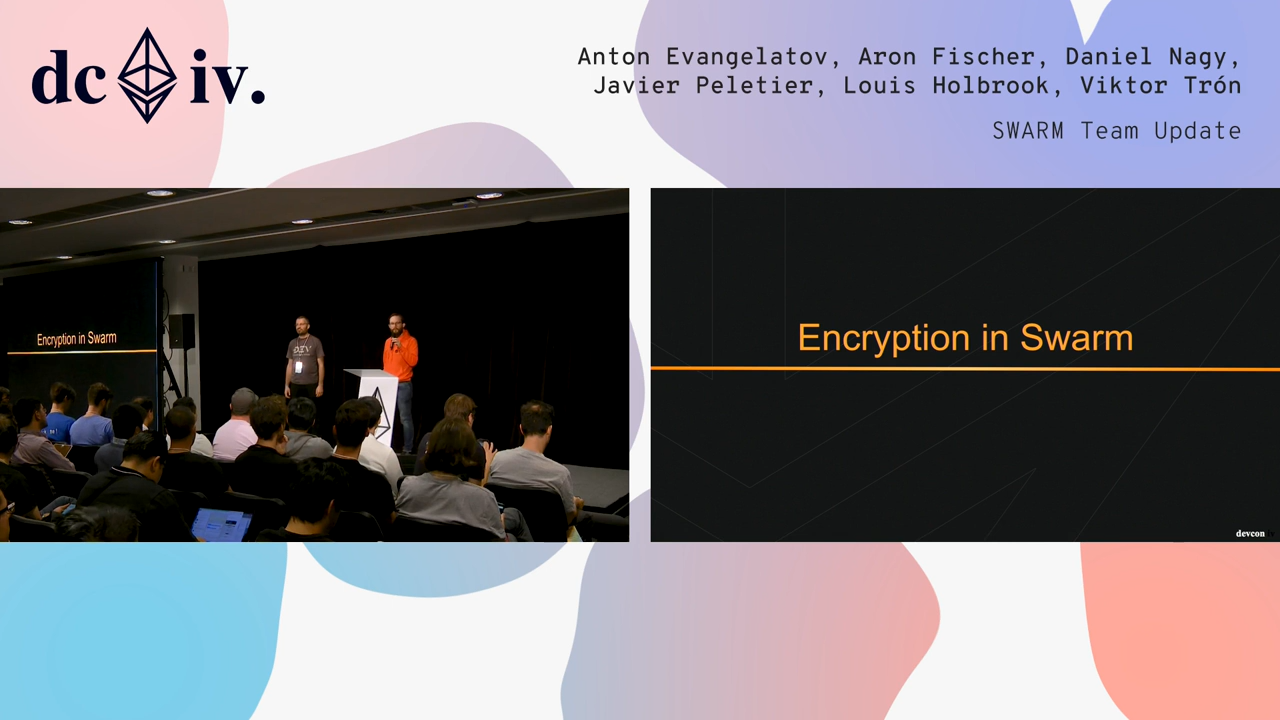 dc iv.
Anton Evangelatov, Aron Fischer, Daniel Nagy,
Javier Peletier, Louis Holbrook, Viktor Trón
SWARM Team Update
Encryption in Swarm
Encryption in Swarm
devcon